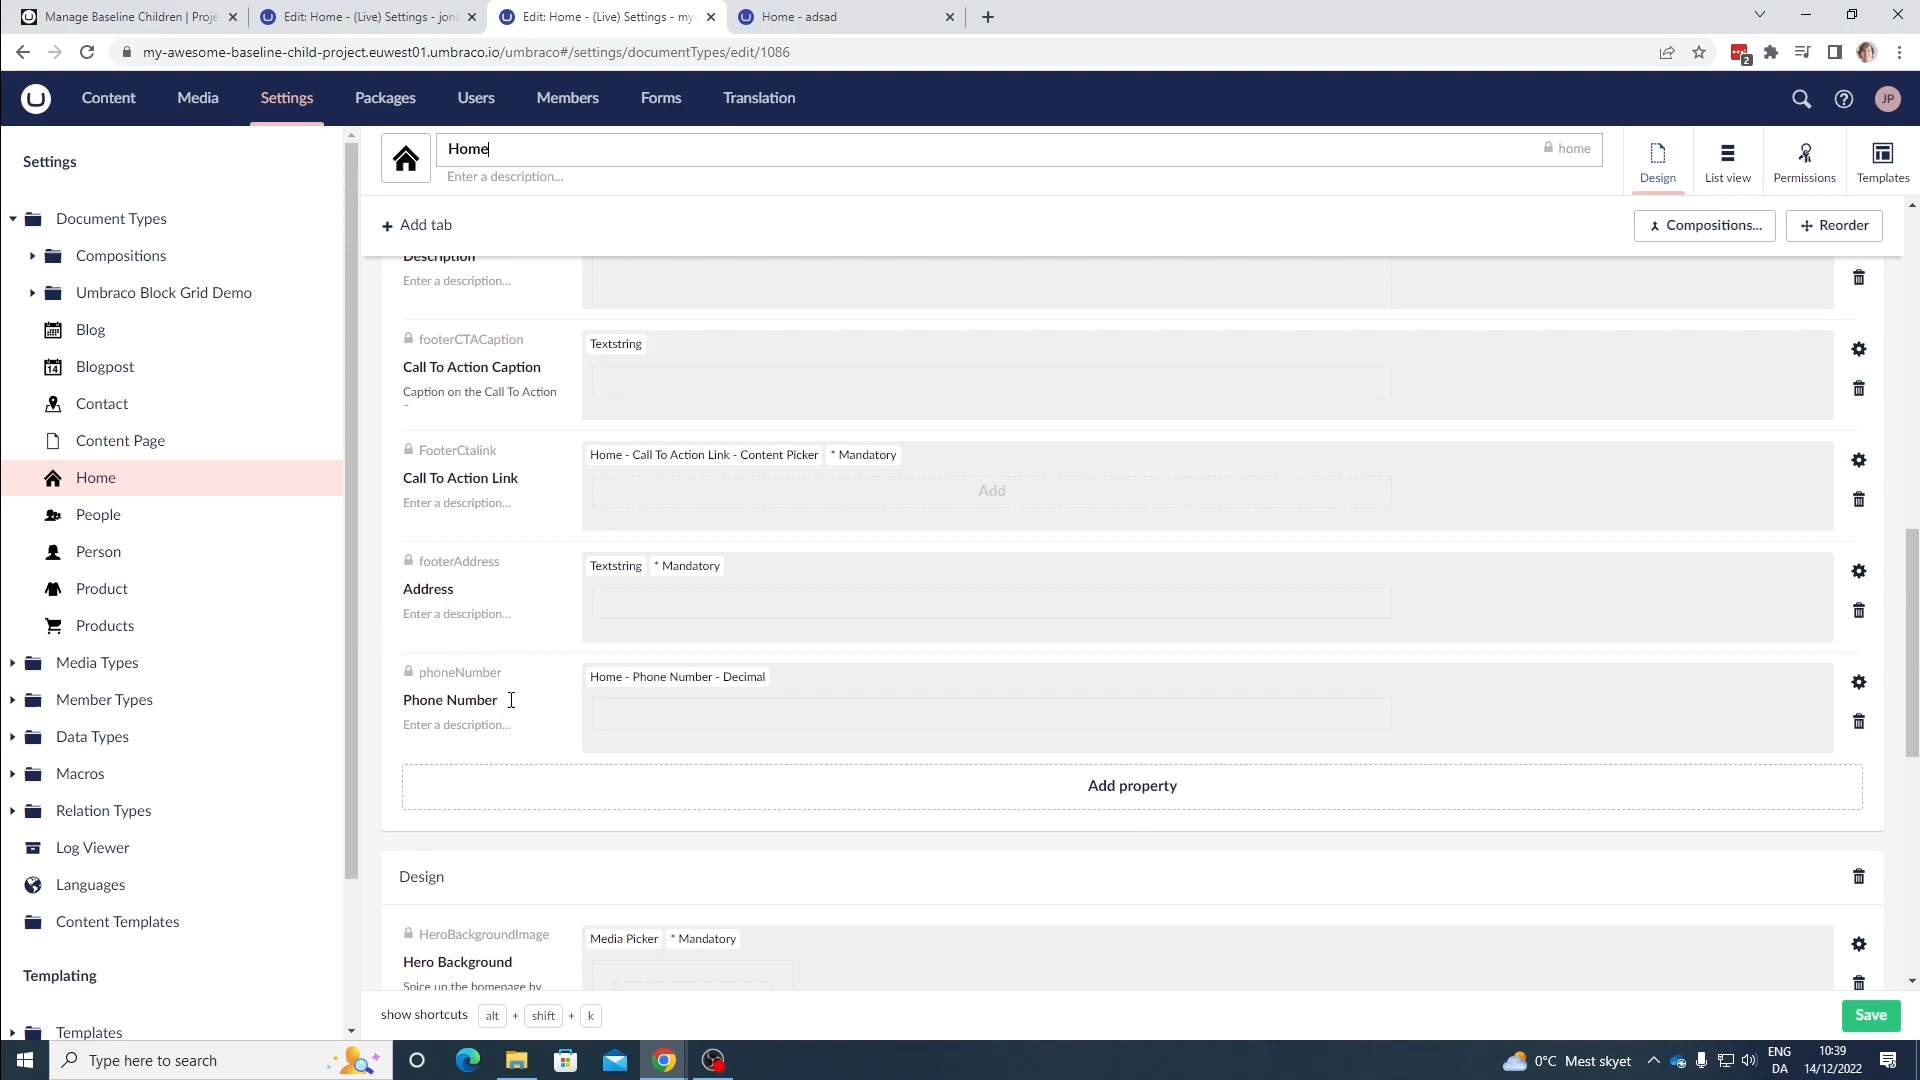 Manage Baseline Children | Proje
Edit: Home - (Live) Settings - jona
Edit: Home - (Live) Settings - my-
Home - adsad
my-awesome-baseline-child-project.euwest01.umbraco.io/umbraco#/settings/documentTypes/edit/1086
2
Content
Media
Settings
Packages
Users
Members
Forms
Translation
JP
Settings
Document Types
Compositions
Umbraco Block Grid Demo
Blog
14
Blogpost
Contact
Content Page
Home
People
Person
Product
Products
Media Types
Member Types
Data Types
Macros
Relation Types
Log Viewer
Languages
Content Templates
Templating
Templates
Home
home
Enter a description...
Design
List view
Permissions
Templates
Add tab
Compositions...
Reorder
Description
Enter a description...
footerCTACaption
Call To Action Caption
Caption on the Call To Action
Textstring
FooterCtalink
Call To Action Link
Enter a description...
Home - Call To Action Link - Content Picker
* Mandatory
Add
footerAddress
Address
Enter a description...
Textstring
* Mandatory
phoneNumber
Phone Number
Enter a description...
Home - Phone Number - Decimal
Add property
Design
HeroBackgroundImage
Hero Background
Spice up the homepage by
Media Picker
* Mandatory
show shortcuts alt + shift + k
Save
Type here to search
0°C Mest skyet
ENG
DA
10:39
14/12/2022